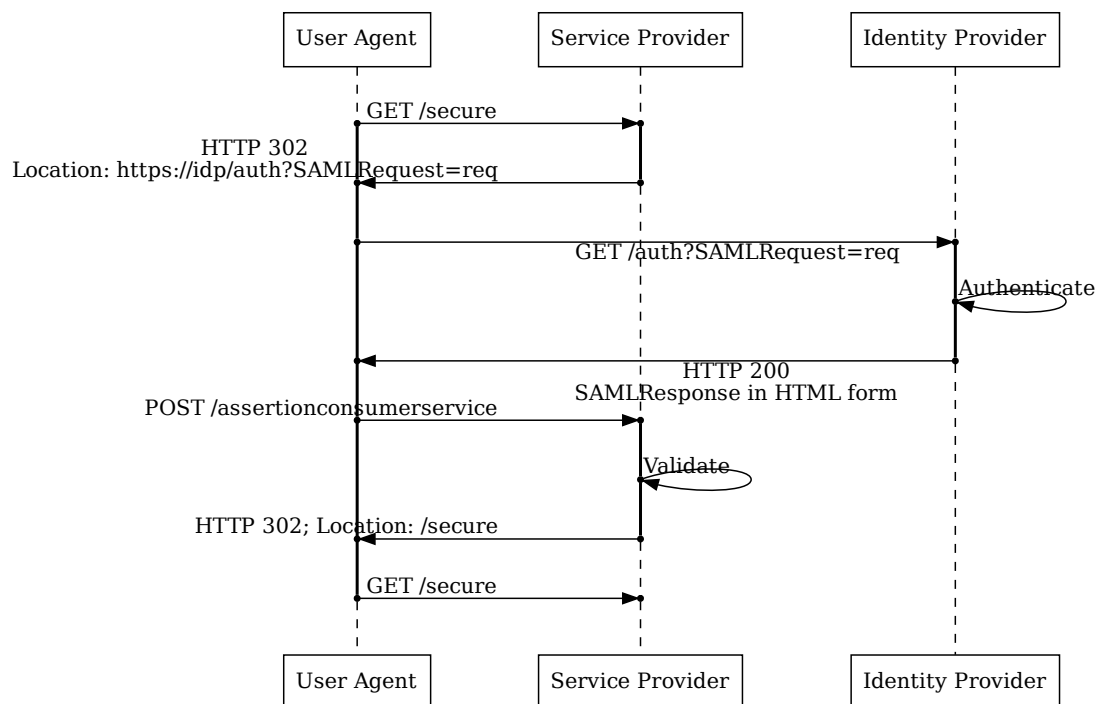 User Agent
Service Provider
Identity Provider
GET /secure
HTTP 302
Location: https://idp/auth?SAMLRequest=req
GET /auth?SAMLRequest=req
Authenticate
HTTP 200
SAMLResponse in HTML form
POST /assertionconsumerservice
Validate
HTTP 302; Location: /secure
GET /secure
User Agent
Service Provider
Identity Provider